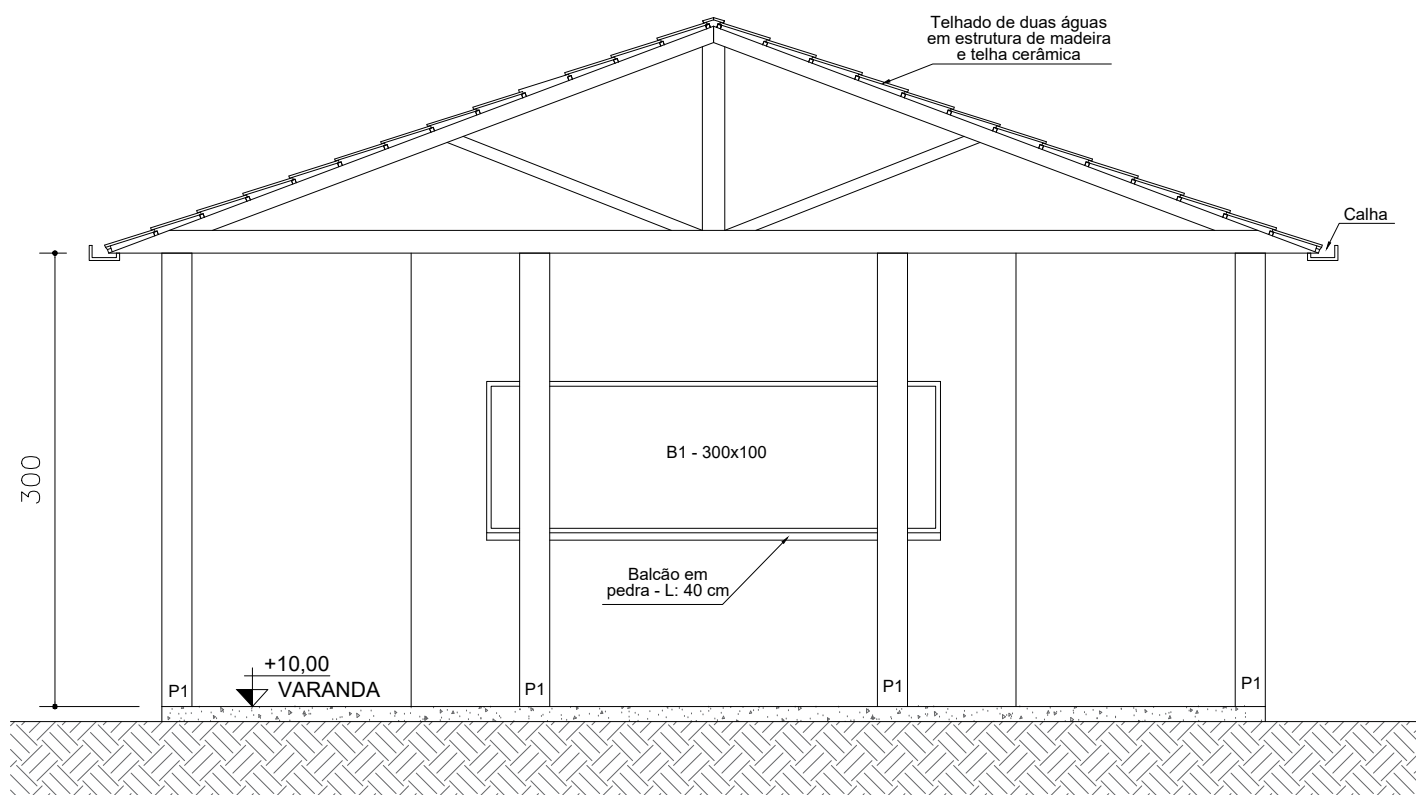 Telhado de duas águas
em estrutura de madeira
e telha cerâmica
Calha
300
B1 - 300x100
Balcão em
pedra - L: 40 cm
+10,00
VARANDA
P1
P1
P1
P1